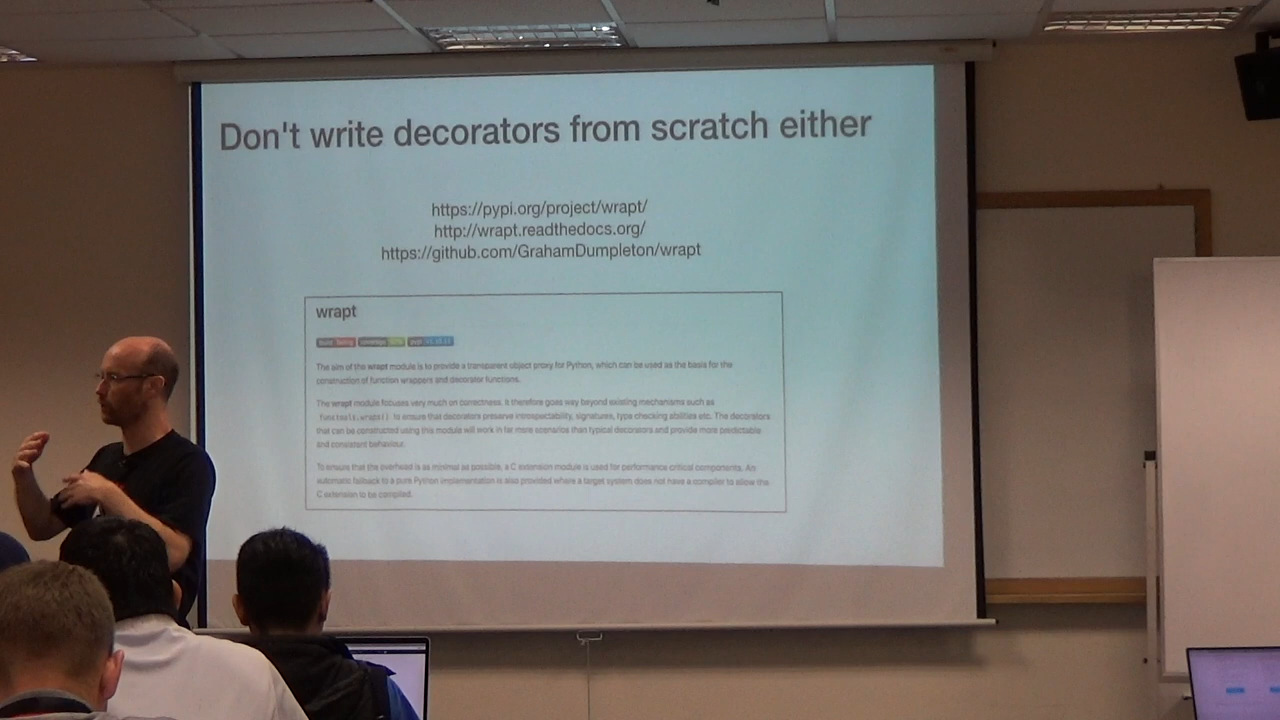 Don't write decorators from scratch either
https://pypi.org/project/wrapt/
http://wrapt.readthedocs.org/
https://github.com/GrahamDumpleton/wrapt
wrapt
build failing coverage pypi
The aim of the wrapt module is to provide a transparent object proxy for Python, which can be used as the basis for the
construction of function wrappers and decorator functions.
The wrapt module focuses very much on correctness. It therefore goes way beyond existing mechanisms such as
functools.wraps() to ensure that decorators preserve introspectability, signatures, type checking abilities etc. The decorators
that can be constructed using this module will work in far more scenarios than typical decorators and provide more predictable
and consistent behaviour.
To ensure that the overhead is as minimal as possible, a C extension module is used for performance critical components. An
automatic fallback to a pure Python implementation is also provided where a target system does not have a compiler to allow the
C extension to be compiled.